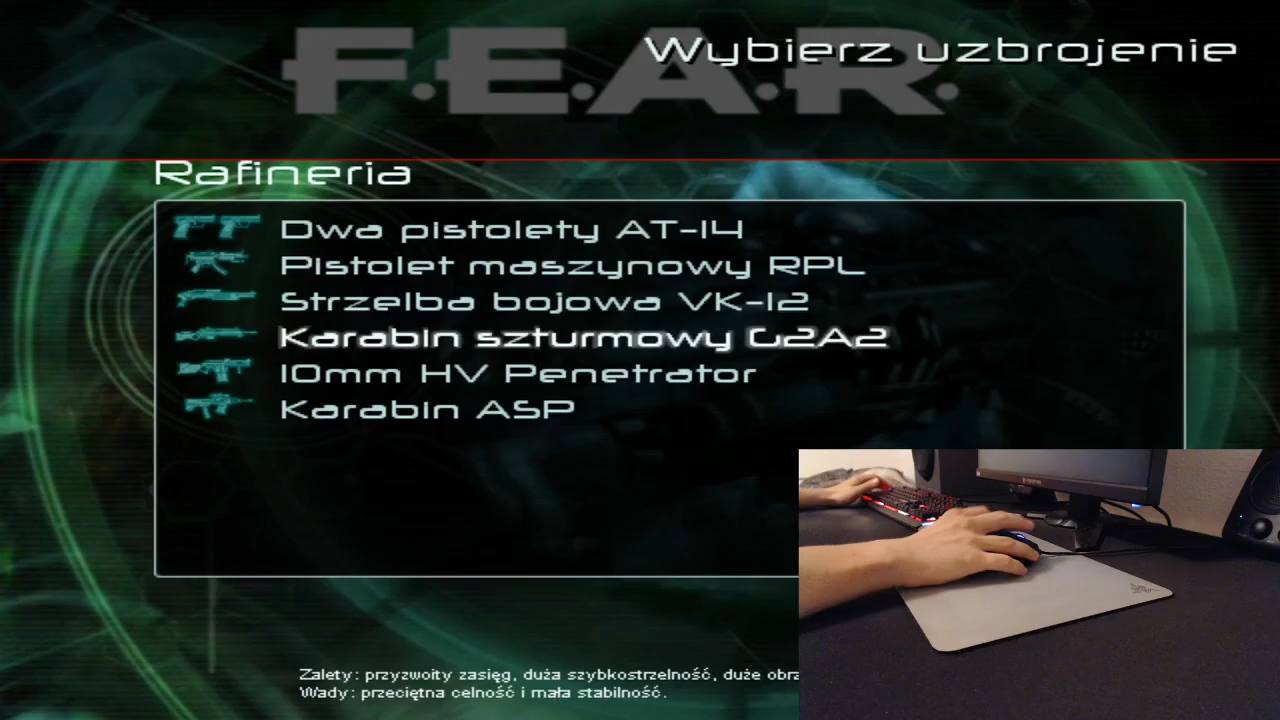 F.E.A.R.
Wybierz uzbrojenie
Rafineria
Dwa pistolety AT-14
Pistolet maszynowy RPL
Strzelba bojowa VK-12
Karabin szturmowy G2A2
10mm HV Penetrator
Karabin ASP
Zalety: przyzwoity zasięg, duża szybkostrzelność, duże obra
Wady: przeciętna celność i mała stabilność.